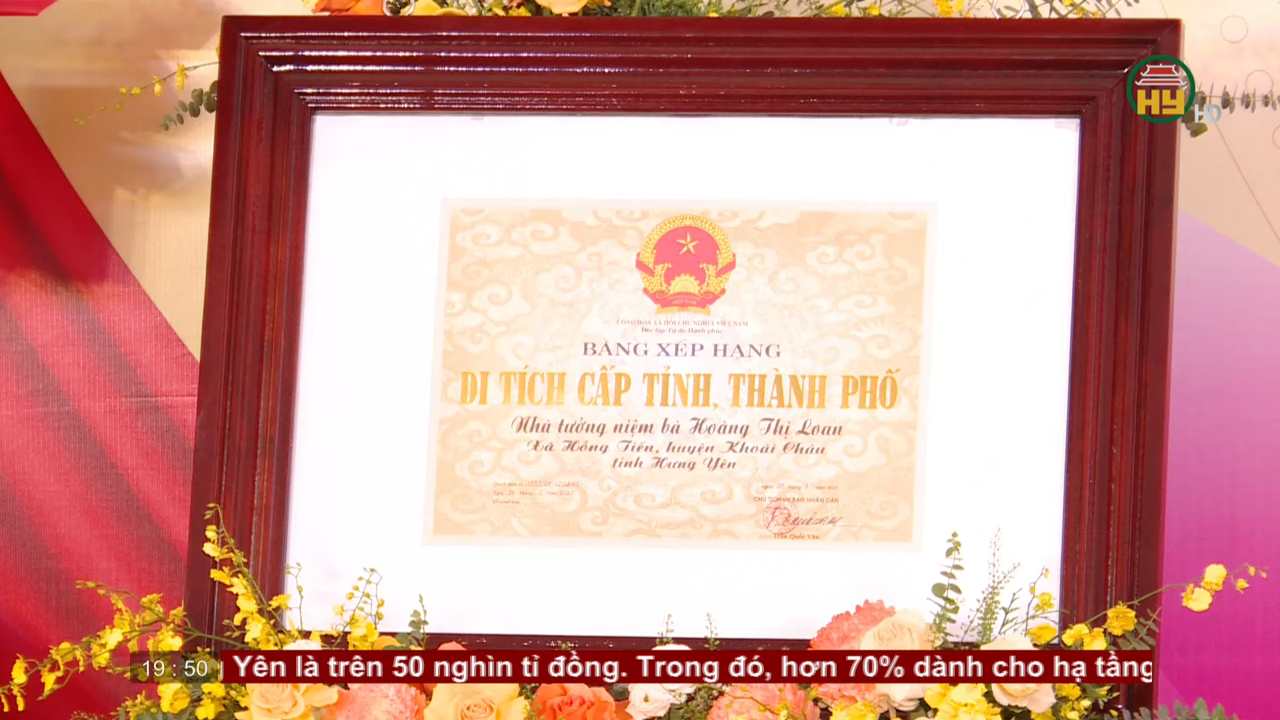 HY HD
CỘNG HÒA XÃ HỘI CHỦ NGHĨA VIỆT NAM
Độc lập-Tự do-Hạnh phúc
BẰNG XẾP HẠNG
DI TÍCH CẤP TỈNH, THÀNH PHỐ
Nhà tưởng niệm bà Hoàng Thị Loan
Xã Hồng Tiến, huyện Khoái Châu
tỉnh Hưng Yên
CHỦ TỊCH ỦY BAN NHÂN DÂN
Trần Quốc Văn
19 : 50 Yên là trên 50 nghìn tỉ đồng. Trong đó, hơn 70% dành cho hạ tầng